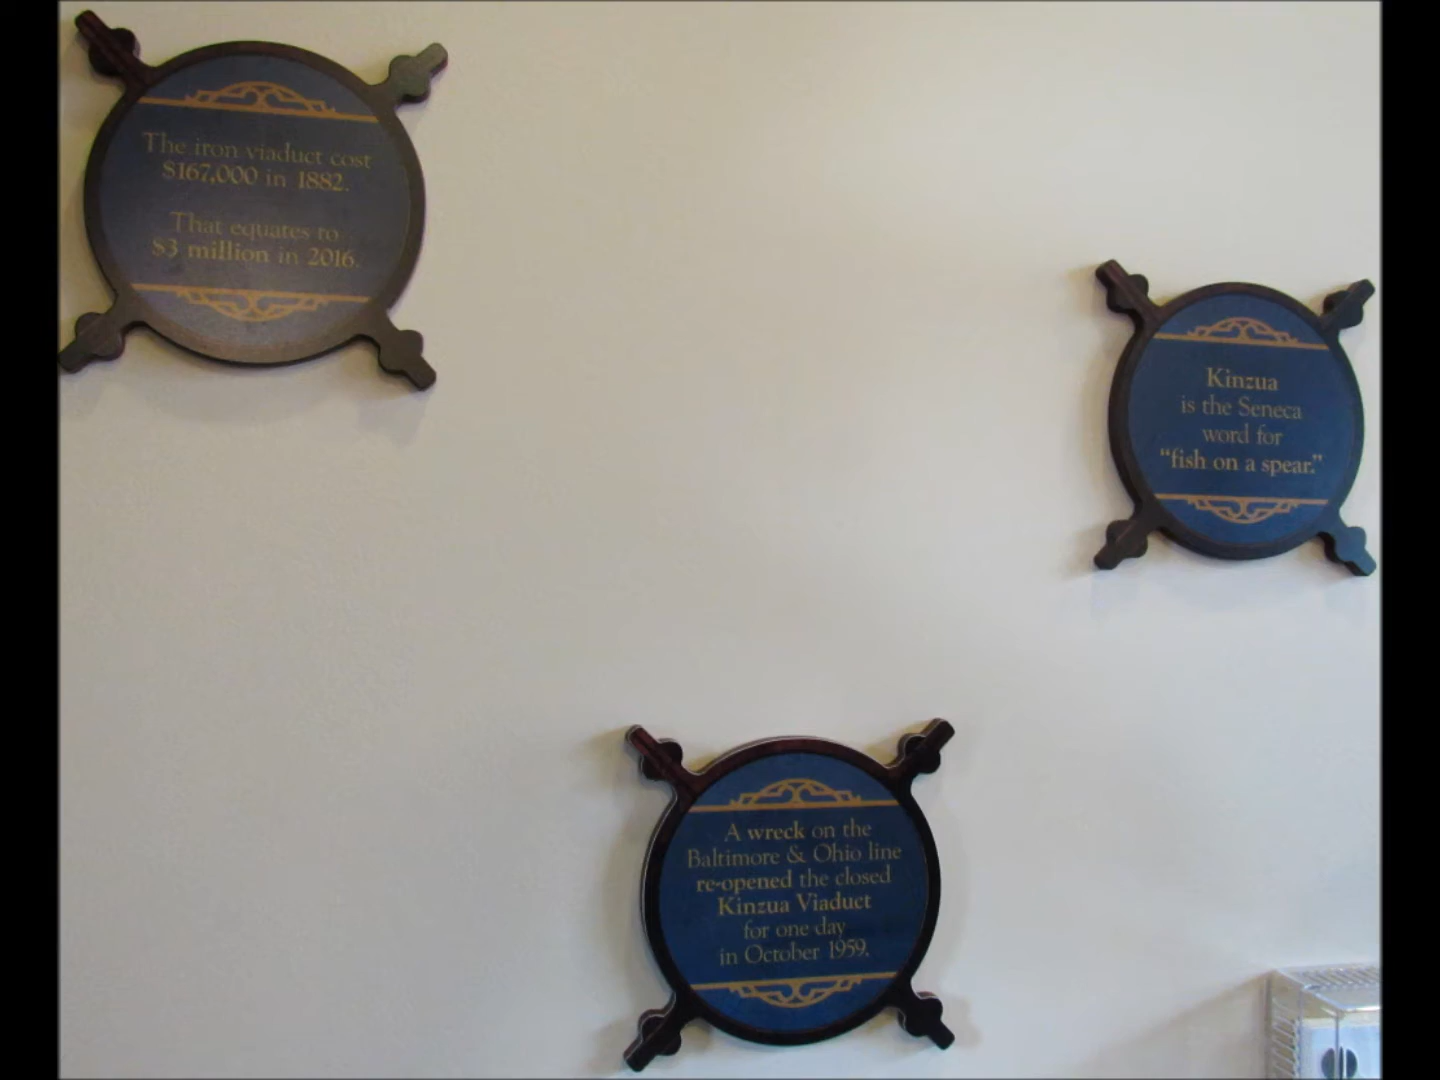 The iron viaduct cost
$167,000 in 1882.
That equates to
$3 million in 2016.
Kinzua
is the Seneca
word for
“fish on a spear.”
A wreck on the
Baltimore & Ohio line
re-opened the closed
Kinzua Viaduct
for one day
in October 1959.